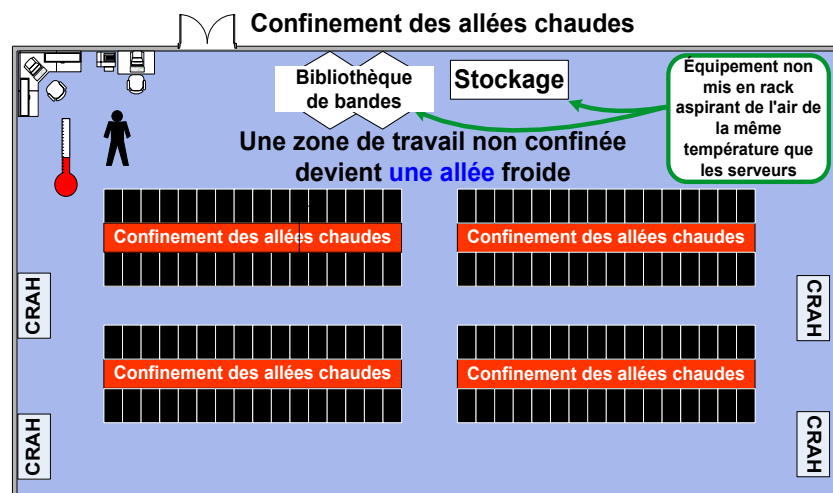 Confinement des allées chaudes
Bibliothèque
de bandes
Stockage
Équipement non
mis en rack
aspirant de l'air de
la même
température que
les serveurs
Une zone de travail non confinée
devient une allée froide
Confinement des allées chaudes
Confinement des allées chaudes
CRAH
CRAH
Confinement des allées chaudes
Confinement des allées chaudes
CRAH
CRAH